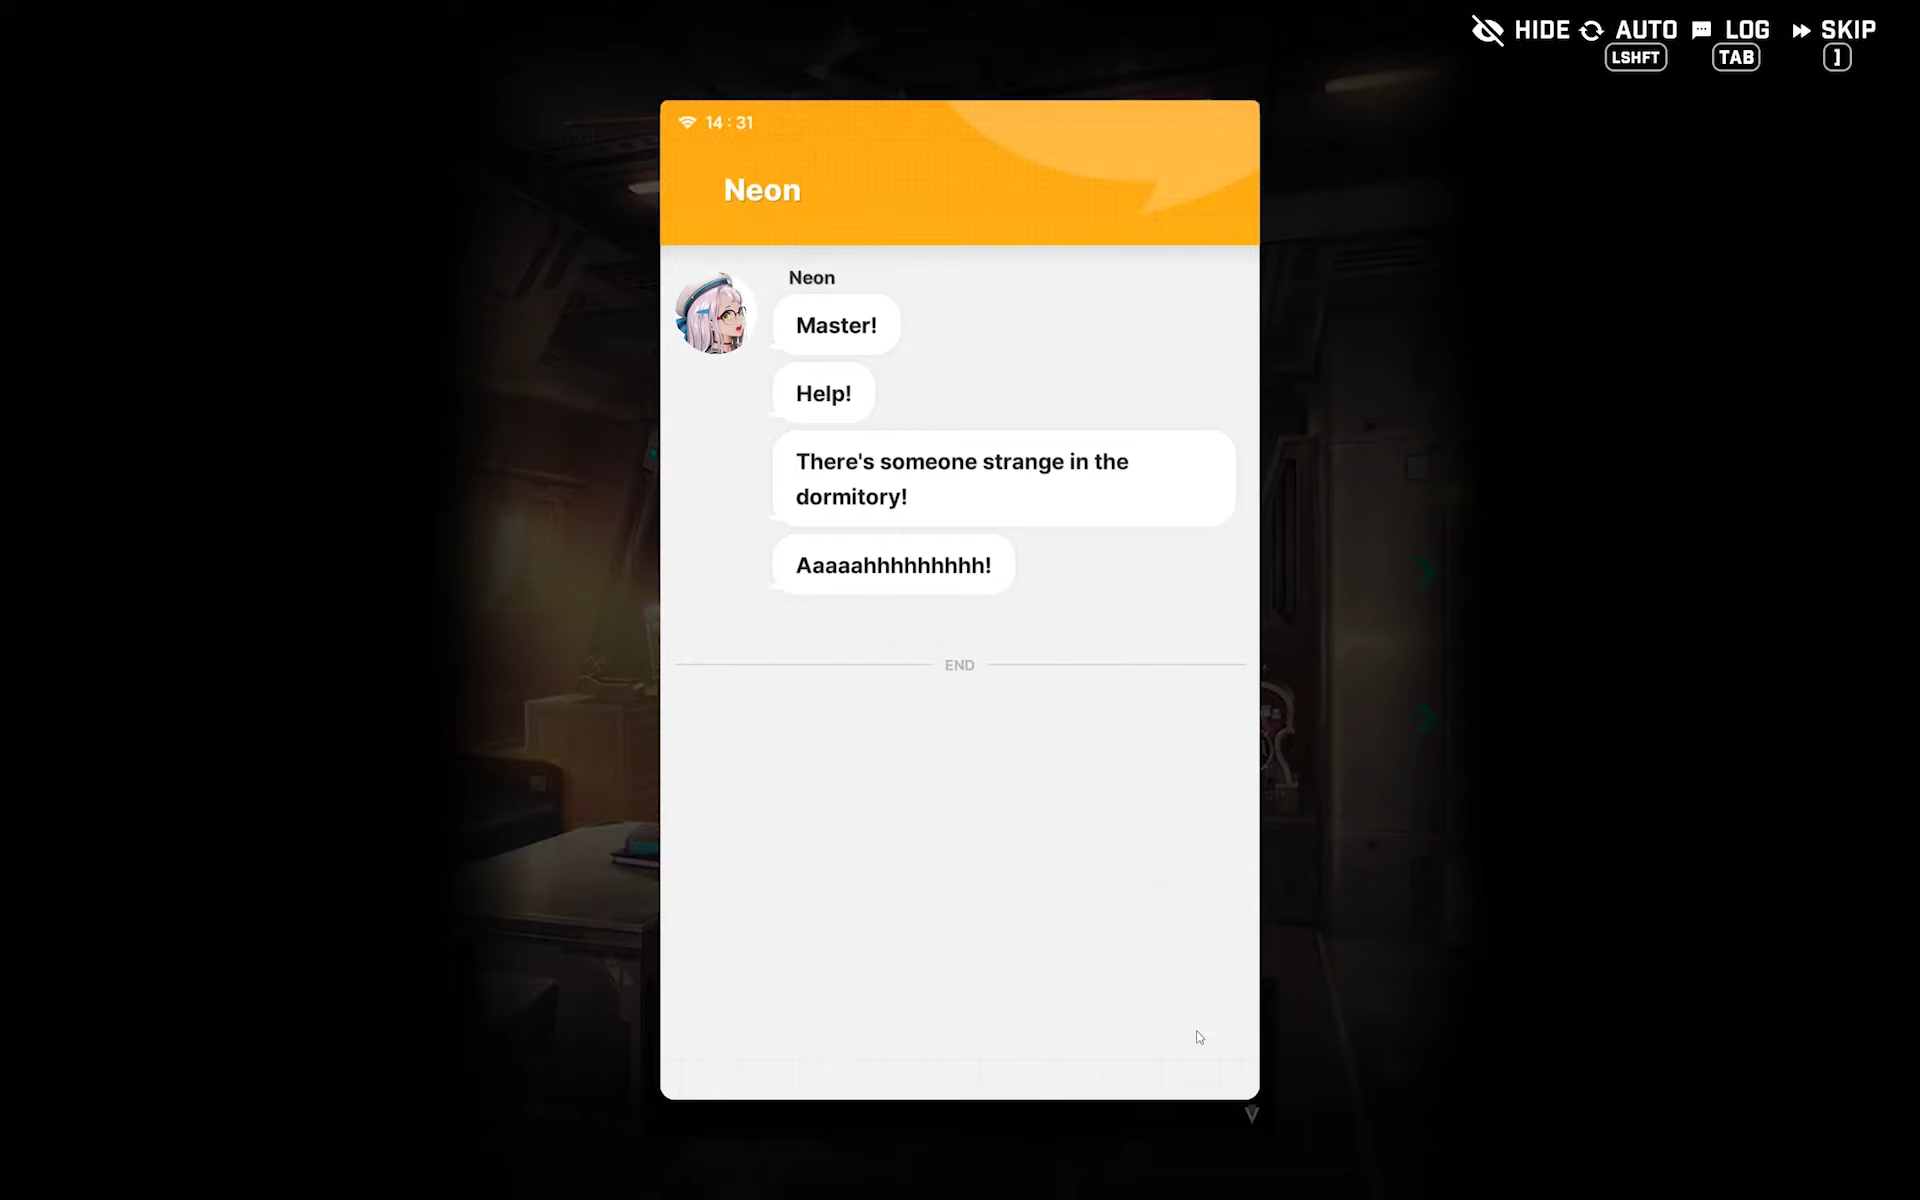 HIDE AUTO LOG SKIP
LSHFT TAB ]
14 : 31
Neon
Neon
Master!
Help!
There's someone strange in the
dormitory!
Aaaaahhhhhhhhh!
END